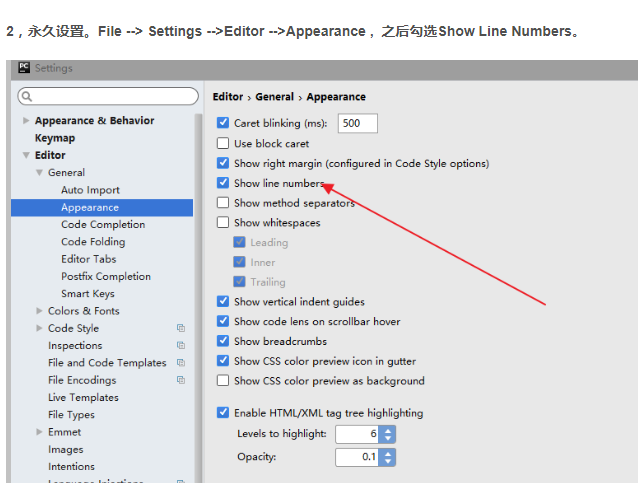 2，永久设置。File --> Settings -->Editor -->Appearance，之后勾选Show Line Numbers。
PC
Settings
Appearance & Behavior
Keymap
Editor
General
Auto Import
Appearance
Code Completion
Code Folding
Editor Tabs
Postfix Completion
Smart Keys
Colors & Fonts
Code Style
Inspections
File and Code Templates
File Encodings
Live Templates
File Types
Emmet
Images
Intentions
Editor › General › Appearance
Caret blinking (ms): 500
Use block caret
Show right margin (configured in Code Style options)
Show line numbers
Show method separators
Show whitespaces
Leading
Inner
Trailing
Show vertical indent guides
Show code lens on scrollbar hover
Show breadcrumbs
Show CSS color preview icon in gutter
Show CSS color preview as background
Enable HTML/XML tag tree highlighting
Levels to highlight: 6
Opacity: 0.1